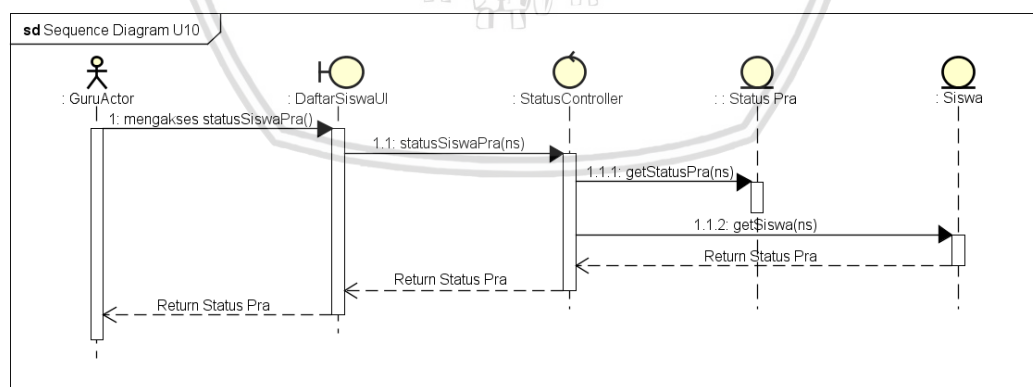 sd Sequence Diagram U10
: GuruActor
: DaftarSiswaUI
: StatusController
: : Status Pra
: Siswa
1: mengakses statusSiswaPra()
1.1: statusSiswaPra(ns)
1.1.1: getStatusPra(ns)
1.1.2: getSiswa(ns)
Return Status Pra
Return Status Pra
Return Status Pra